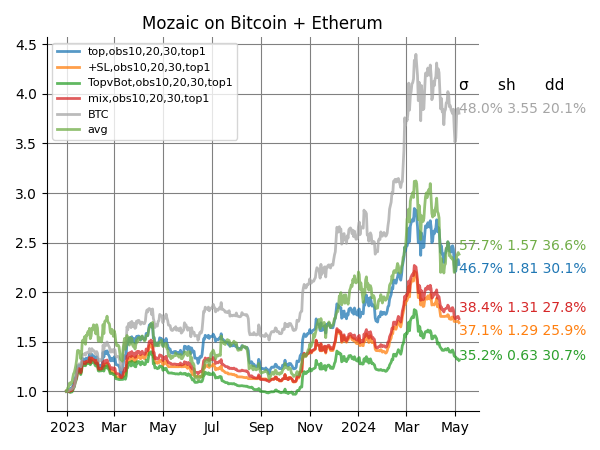 Mozaic on Bitcoin + Etherum
top,obs10,20,30,top1
+SL,obs10,20,30,top1
TopvBot,obs10,20,30,top1
mix,obs10,20,30,top1
BTC
avg
σ sh dd
48.0% 3.55 20.1%
57.7% 1.57 36.6%
46.7% 1.81 30.1%
38.4% 1.31 27.8%
37.1% 1.29 25.9%
35.2% 0.63 30.7%
4.5
4.0
3.5
3.0
2.5
2.0
1.5
1.0
2023 Mar May Jul Sep Nov 2024 Mar May